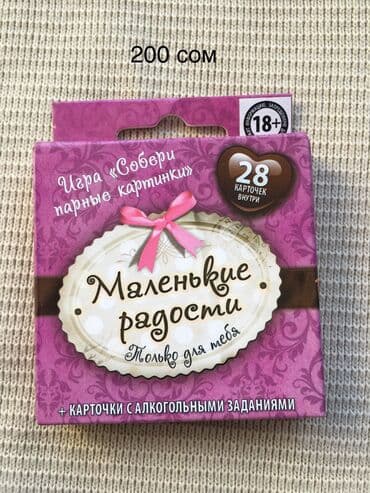 200 сом
18+
Игра «Собери
парные картинки»
28
КАРТОЧЕК
ВНУТРИ
Маленькие
радости
Только для тебя
+ КАРТОЧКИ С АЛКОГОЛЬНЫМИ ЗАДАНИЯМИ